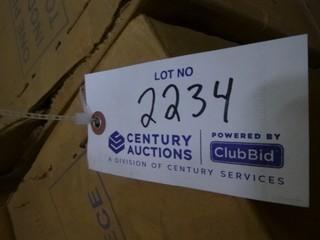 LOT NO
2234
CENTURY AUCTIONS
POWERED BY
ClubBid
A DIVISION OF CENTURY SERVICES